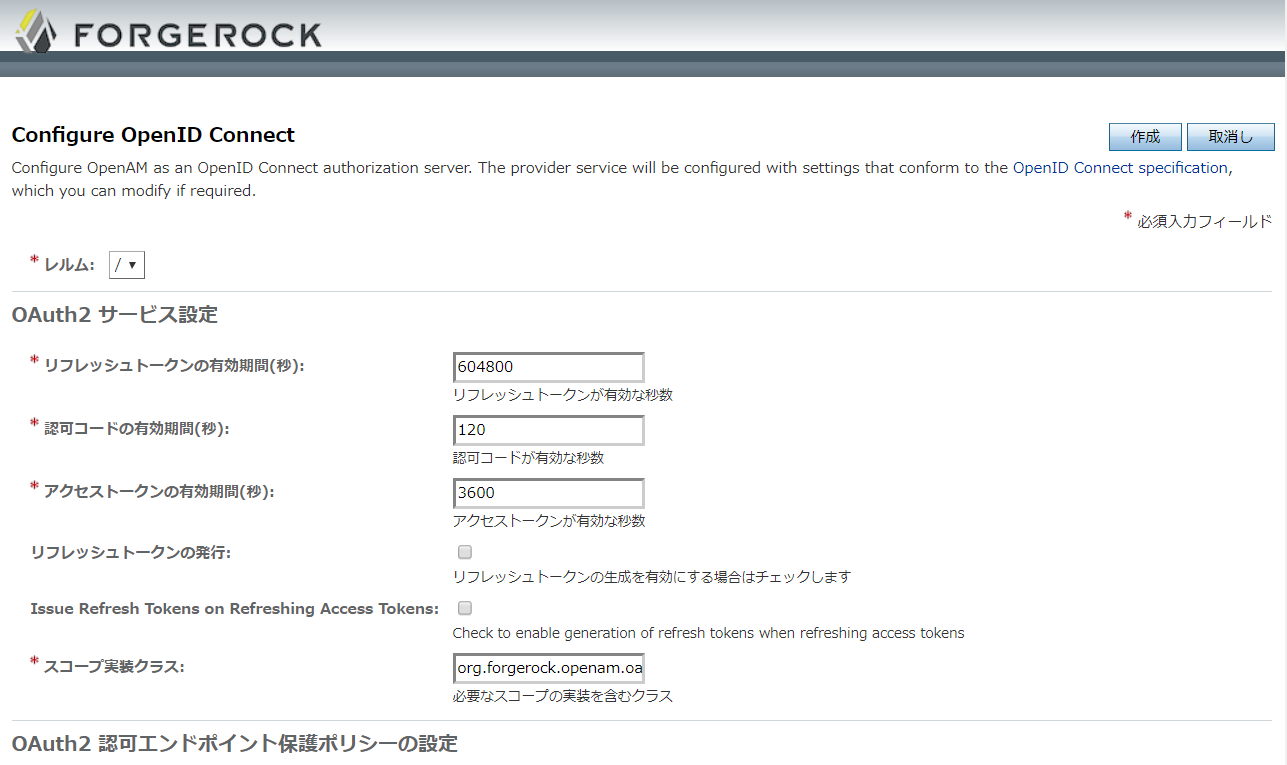 FORGEROCK
Configure OpenID Connect
作成
取消し
Configure OpenAM as an OpenID Connect authorization server. The provider service will be configured with settings that conform to the OpenID Connect specification,
which you can modify if required.
* 必須入力フィールド
* レルム: /
OAuth2 サービス設定
* リフレッシュトークンの有効期間(秒): 604800
リフレッシュトークンが有効な秒数
* 認可コードの有効期間(秒): 120
認可コードが有効な秒数
* アクセストークンの有効期間(秒): 3600
アクセストークンが有効な秒数
リフレッシュトークンの発行:
リフレッシュトークンの生成を有効にする場合はチェックします
Issue Refresh Tokens on Refreshing Access Tokens:
Check to enable generation of refresh tokens when refreshing access tokens
* スコープ実装クラス: org.forgerock.openam.oa
必要なスコープの実装を含むクラス
OAuth2 認可エンドポイント保護ポリシーの設定